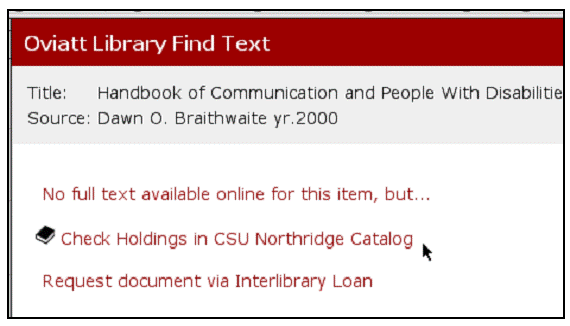 Oviatt Library Find Text
Title: Handbook of Communication and People With Disabilitie
Source: Dawn O. Braithwaite yr.2000
No full text available online for this item, but...
Check Holdings in CSU Northridge Catalog
Request document via Interlibrary Loan